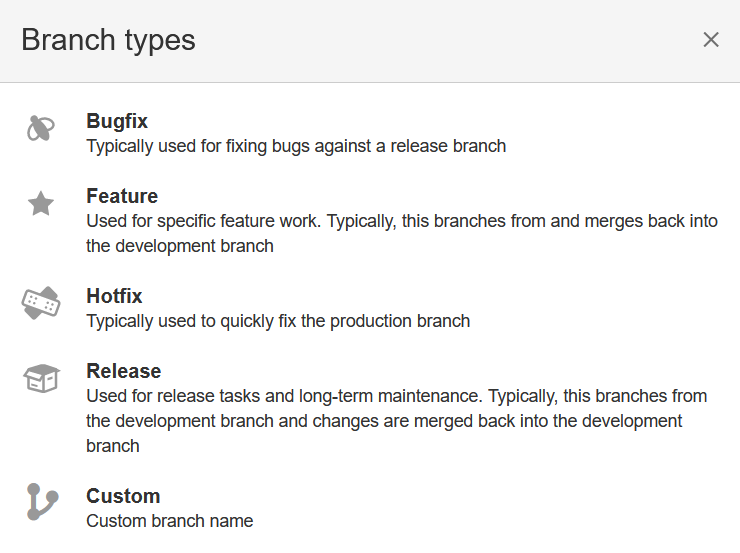 Branch types
Bugfix
Typically used for fixing bugs against a release branch
Feature
Used for specific feature work. Typically, this branches from and merges back into
the development branch
Hotfix
Typically used to quickly fix the production branch
Release
Used for release tasks and long-term maintenance. Typically, this branches from
the development branch and changes are merged back into the development
branch
Custom
Custom branch name